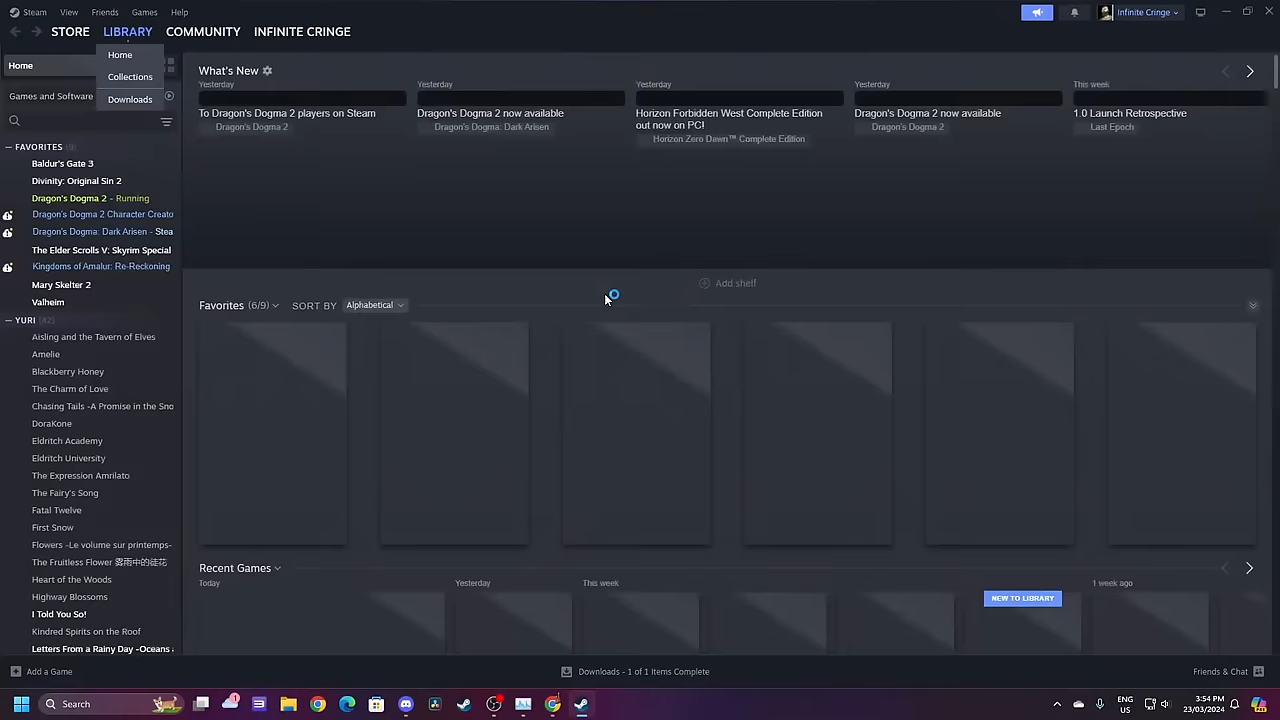 Steam View Friends Games Help
Infinite Cringe
STORE LIBRARY COMMUNITY INFINITE CRINGE
Home
Collections
Downloads
Home
Games and Software
What's New
Yesterday
To Dragon's Dogma 2 players on Steam
Dragon's Dogma 2
Yesterday
Dragon's Dogma 2 now available
Dragon's Dogma: Dark Arisen
Yesterday
Horizon Forbidden West Complete Edition
out now on PC!
Horizon Zero Dawn™ Complete Edition
Yesterday
Dragon's Dogma 2 now available
Dragon's Dogma 2
This week
1.0 Launch Retrospective
Last Epoch
FAVORITES (9)
Baldur's Gate 3
Divinity: Original Sin 2
Dragon's Dogma 2 - Running
Dragon's Dogma 2 Character Creato
Dragon's Dogma: Dark Arisen - Stea
The Elder Scrolls V: Skyrim Special
Kingdoms of Amalur: Re-Reckoning
Mary Skelter 2
Valheim
YURI (42)
Aisling and the Tavern of Elves
Amelie
Blackberry Honey
The Charm of Love
Chasing Tails -A Promise in the Sno
DoraKone
Eldritch Academy
Eldritch University
The Expression Amrilato
The Fairy's Song
Fatal Twelve
First Snow
Flowers -Le volume sur printemps-
The Fruitless Flower 雾雨中的徒花
Heart of the Woods
Highway Blossoms
I Told You So!
Kindred Spirits on the Roof
Letters From a Rainy Day -Oceans a
Add shelf
Favorites (6/9) SORT BY Alphabetical
Recent Games
Today
Yesterday
This week
NEW TO LIBRARY
1 week ago
Add a Game
Downloads - 1 of 1 Items Complete
Friends & Chat
Search
1
ENG
US
3:54 PM
23/03/2024